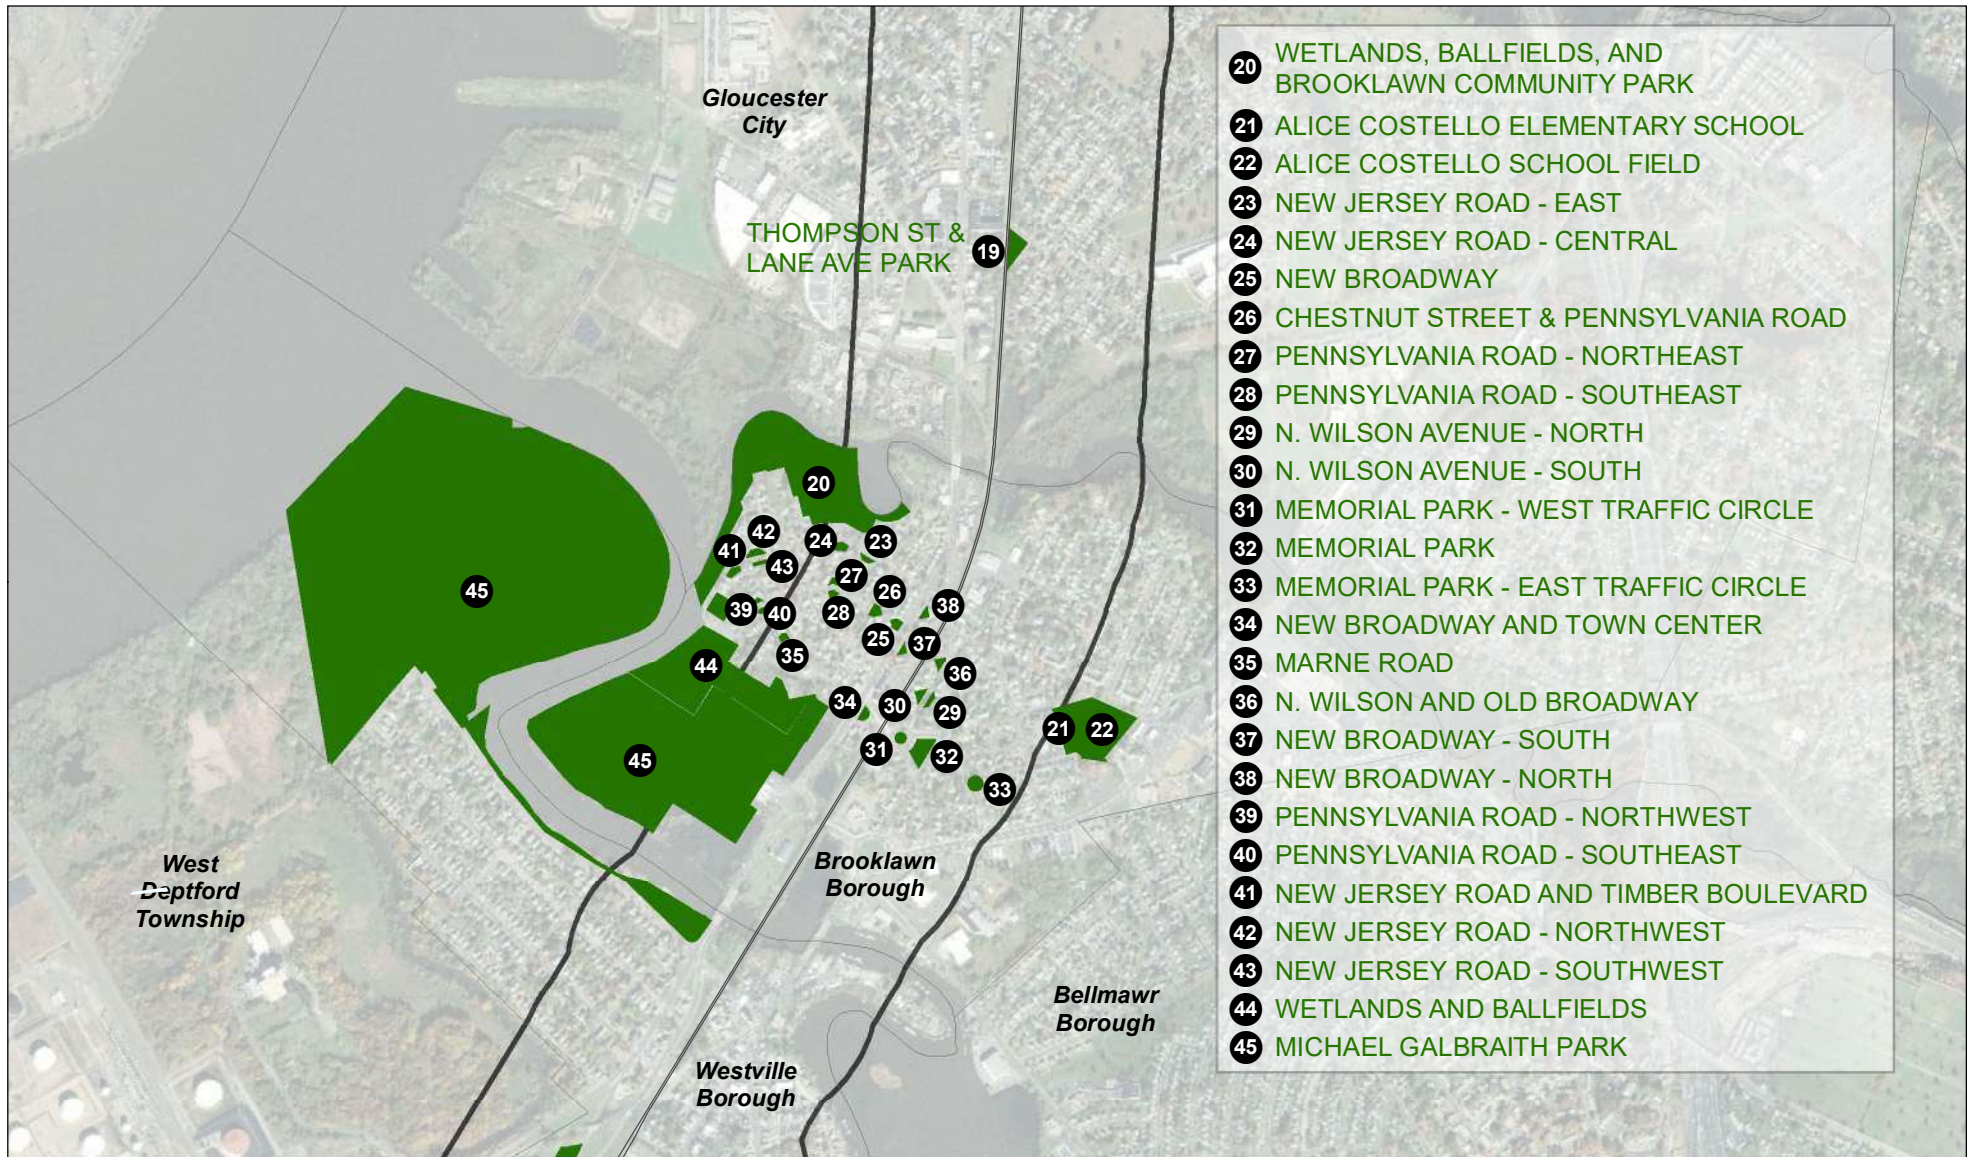 Gloucester
City
THOMPSON ST &
LANE AVE PARK
19
20
42
24
23
41
43
27
26
45
39
40
28
38
25
37
44
35
36
34
30
29
21
22
31
32
45
33
West
Deptford
Township
Brooklawn
Borough
Bellmawr
Borough
Westville
Borough
20 WETLANDS, BALLFIELDS, AND
BROOKLAWN COMMUNITY PARK
21 ALICE COSTELLO ELEMENTARY SCHOOL
22 ALICE COSTELLO SCHOOL FIELD
23 NEW JERSEY ROAD - EAST
24 NEW JERSEY ROAD - CENTRAL
25 NEW BROADWAY
26 CHESTNUT STREET & PENNSYLVANIA ROAD
27 PENNSYLVANIA ROAD - NORTHEAST
28 PENNSYLVANIA ROAD - SOUTHEAST
29 N. WILSON AVENUE - NORTH
30 N. WILSON AVENUE - SOUTH
31 MEMORIAL PARK - WEST TRAFFIC CIRCLE
32 MEMORIAL PARK
33 MEMORIAL PARK - EAST TRAFFIC CIRCLE
34 NEW BROADWAY AND TOWN CENTER
35 MARNE ROAD
36 N. WILSON AND OLD BROADWAY
37 NEW BROADWAY - SOUTH
38 NEW BROADWAY - NORTH
39 PENNSYLVANIA ROAD - NORTHWEST
40 PENNSYLVANIA ROAD - SOUTHEAST
41 NEW JERSEY ROAD AND TIMBER BOULEVARD
42 NEW JERSEY ROAD - NORTHWEST
43 NEW JERSEY ROAD - SOUTHWEST
44 WETLANDS AND BALLFIELDS
45 MICHAEL GALBRAITH PARK